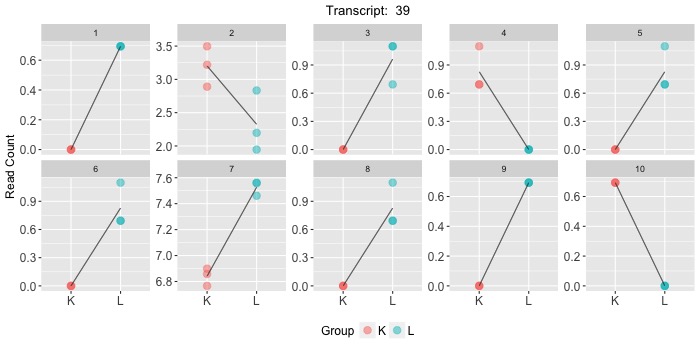 Transcript: 39
1 2 3 4 5
0.6 0.4 0.2 0.0
3.5 3.0 2.5 2.0
0.9 0.6 0.3 0.0
0.9 0.6 0.3 0.0
0.9 0.6 0.3 0.0
Read Count
6 7 8 9 10
0.9 0.6 0.3 0.0
7.6 7.2 7.0 6.8
0.9 0.6 0.3 0.0
0.6 0.4 0.2 0.0
0.6 0.4 0.2 0.0
K L K L K L K L K L
Group K L